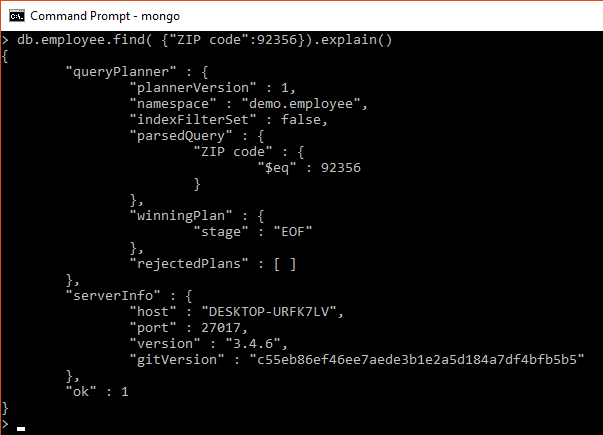 Command Prompt - mongo
> db.employee.find( {"ZIP code":92356}).explain()
{
"queryPlanner" : {
"plannerVersion" : 1,
"namespace" : "demo.employee",
"indexFilterSet" : false,
"parsedQuery" : {
"ZIP code" : {
"$eq" : 92356
}
},
"winningPlan" : {
"stage" : "EOF"
},
"rejectedPlans" : [ ]
},
"serverInfo" : {
"host" : "DESKTOP-URFK7LV",
"port" : 27017,
"version" : "3.4.6",
"gitVersion" : "c55eb86ef46ee7aede3b1e2a5d184a7df4bfb5b5"
},
"ok" : 1
}
>